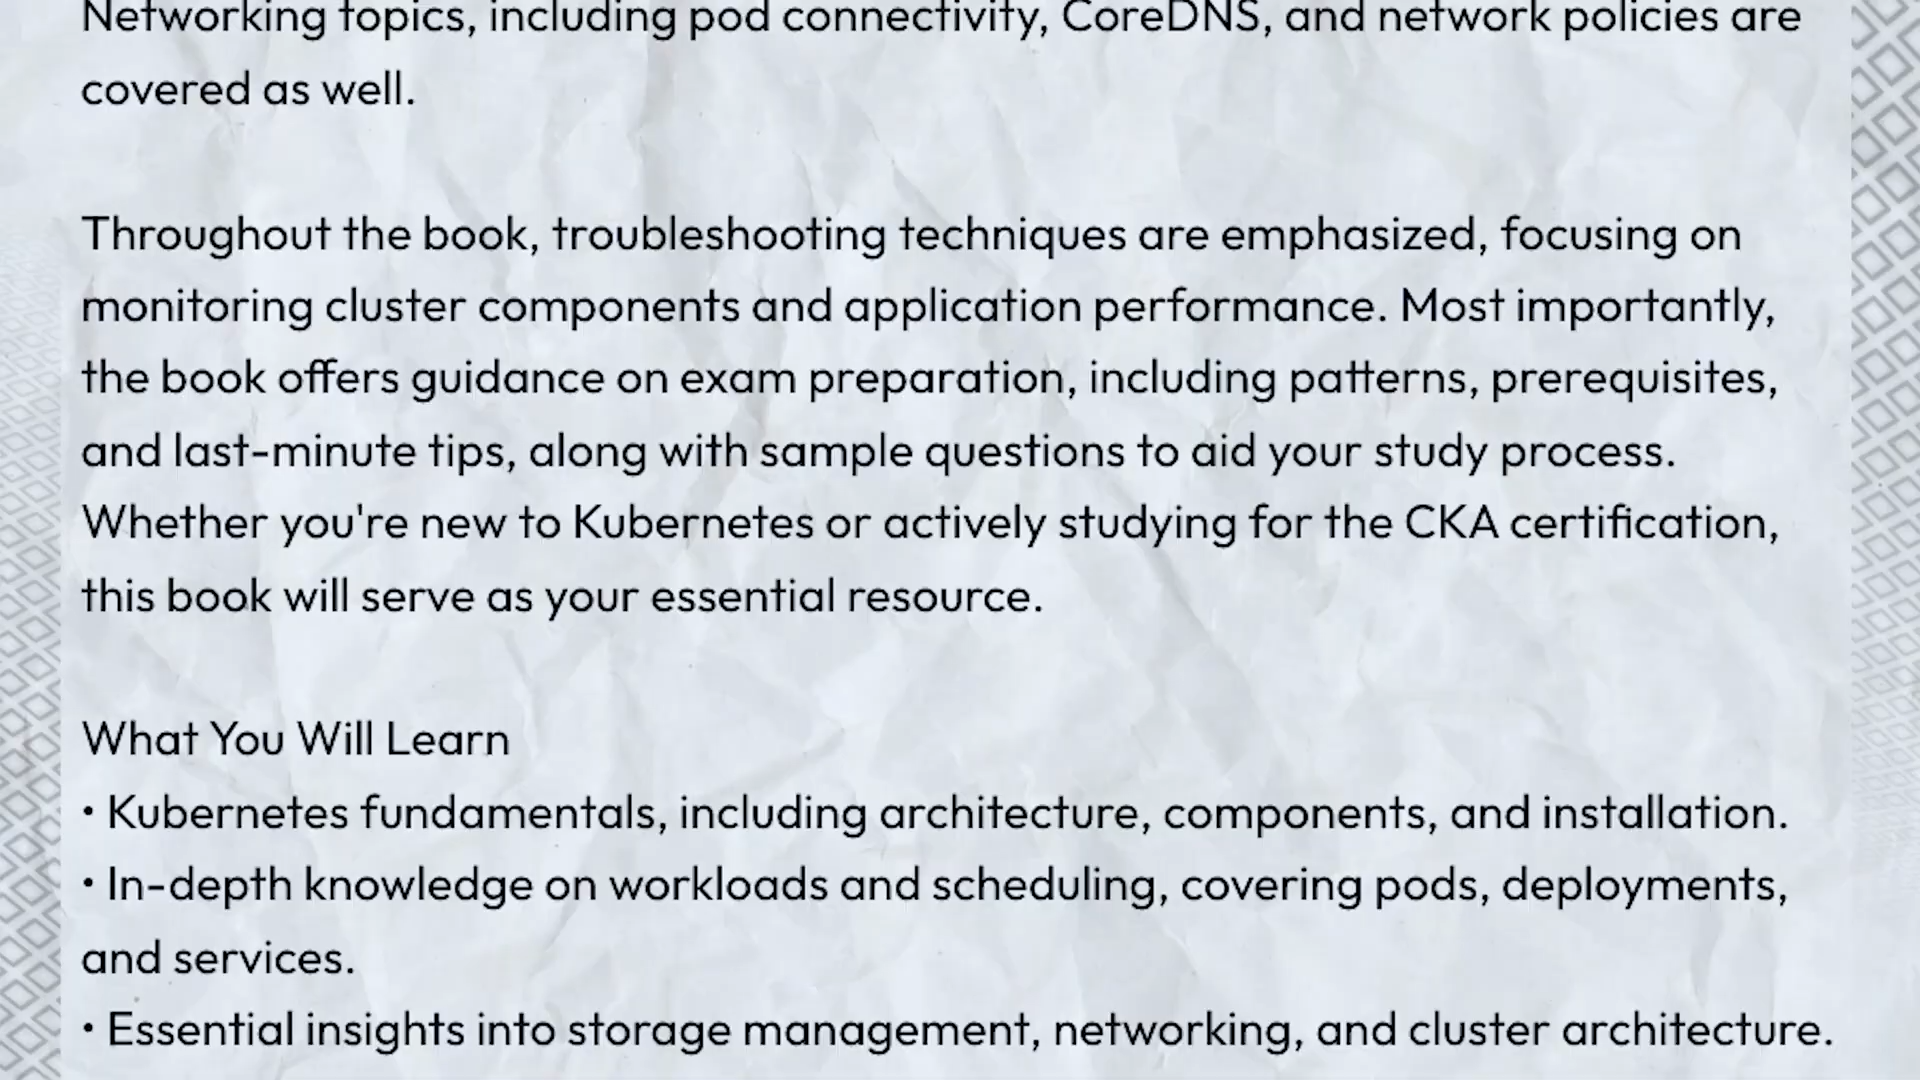 Networking topics, including pod connectivity, CoreDNS, and network policies are
covered as well.
Throughout the book, troubleshooting techniques are emphasized, focusing on
monitoring cluster components and application performance. Most importantly,
the book offers guidance on exam preparation, including patterns, prerequisites,
and last-minute tips, along with sample questions to aid your study process.
Whether you're new to Kubernetes or actively studying for the CKA certification,
this book will serve as your essential resource.
What You Will Learn
• Kubernetes fundamentals, including architecture, components, and installation.
• In-depth knowledge on workloads and scheduling, covering pods, deployments,
and services.
• Essential insights into storage management, networking, and cluster architecture.